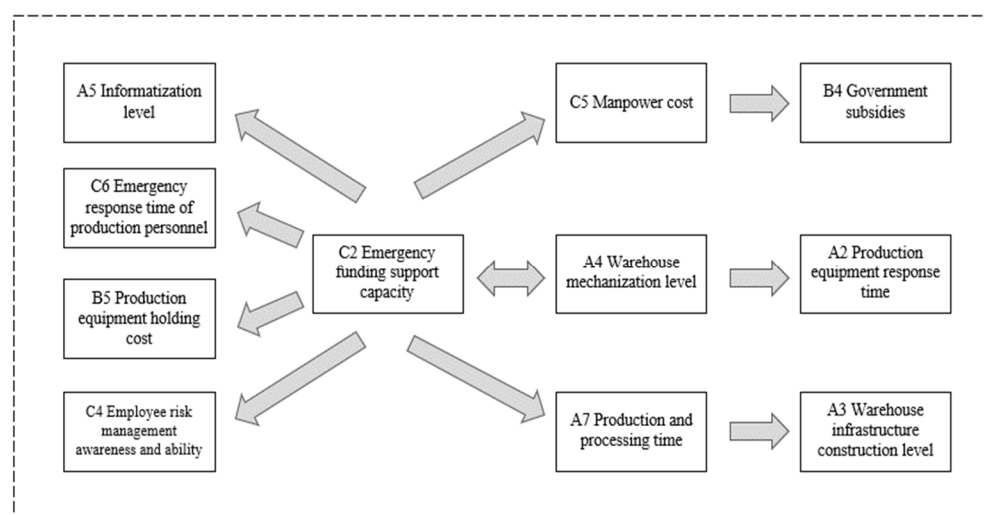 A5 Informatization
level
C6 Emergency
response time of
production personnel
B5 Production
equipment holding
cost
C4 Employee risk
management
awareness and ability
C2 Emergency
funding support
capacity
C5 Manpower cost
A4 Warehouse
mechanization level
A7 Production and
processing time
B4 Government
subsidies
A2 Production
equipment response
time
A3 Warehouse
infrastructure
construction level